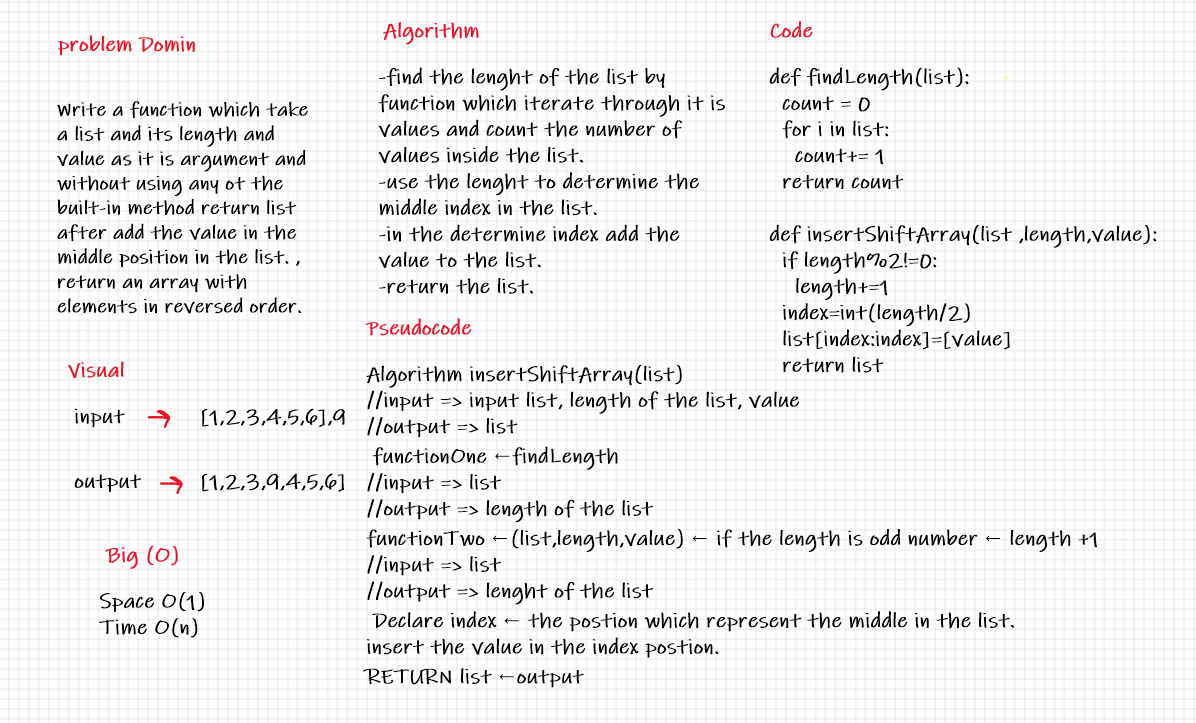 problem Domin
Write a function which take
a list and its length and
value as it is argument and
without using any ot the
built-in method return list
after add the value in the
middle position in the list. ,
return an array with
elements in reversed order.
Visual
input → [1,2,3,4,5,6],9
output → [1,2,3,9,4,5,6]
Big (O)
Space O(1)
Time O(n)
Algorithm
-find the lenght of the list by
function which iterate through it is
values and count the number of
values inside the list.
-use the lenght to determine the
middle index in the list.
-in the determine index add the
value to the list.
-return the list.
Pseudocode
Algorithm insertShiftArray(list)
//input => input list, length of the list, value
//output => list
functionOne ←findLength
//input => list
//output => length of the list
functionTwo ←(list,length,value) ← if the length is odd number ← length +1
//input => list
//output => lenght of the list
Declare index ← the postion which represent the middle in the list.
insert the value in the index postion.
RETURN list ←output
Code
def findLength(list):
count = 0
for i in list:
count+= 1
return count
def insertShiftArray(list ,length,value):
if length%2!=0:
length+=1
index=int(length/2)
list[index:index]=[value]
return list